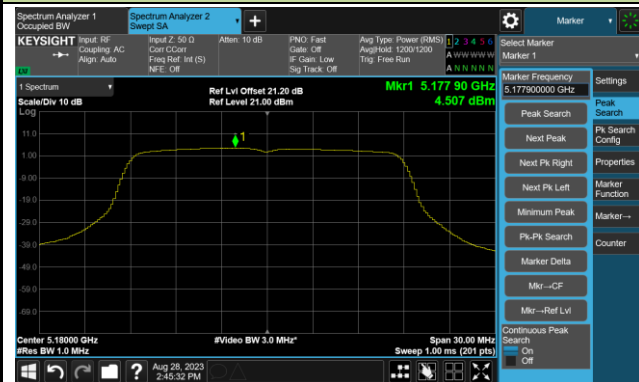 Spectrum Analyzer 1
Occupied BW
Spectrum Analyzer 2
Swept SA
Marker
KEYSIGHT
Input: RF
Coupling: AC
Align: Auto
Input Z: 50 Ω
Corr CCorr
Freq Ref: Int (S)
NFE: Off
Atten: 10 dB
PNO: Fast
Gate: Off
IF Gain: Low
Sig Track: Off
Avg Type: Power (RMS)
Avg|Hold: 1200/1200
Trig: Free Run
1 2 3 4 5 6
A W W W W W
A N N N N N
LVI
Select Marker
Marker 1
1 Spectrum
Scale/Div 10 dB
Log
Ref Lvl Offset 21.20 dB
Ref Level 21.00 dBm
Mkr1 5.177 90 GHz
4.507 dBm
11.0
1.00
-9.00
-19.0
-29.0
-39.0
-49.0
-59.0
-69.0
1
Center 5.18000 GHz
#Res BW 1.0 MHz
#Video BW 3.0 MHz*
Span 30.00 MHz
Sweep 1.00 ms (201 pts)
Marker Frequency
5.177900000 GHz
Peak Search
Next Peak
Next Pk Right
Next Pk Left
Minimum Peak
Pk-Pk Search
Marker Delta
Mkr→CF
Mkr→Ref Lvl
Continuous Peak
Search
On
Off
Settings
Peak
Search
Pk Search
Config
Properties
Marker
Function
Marker→
Counter
Aug 28, 2023
2:45:32 PM